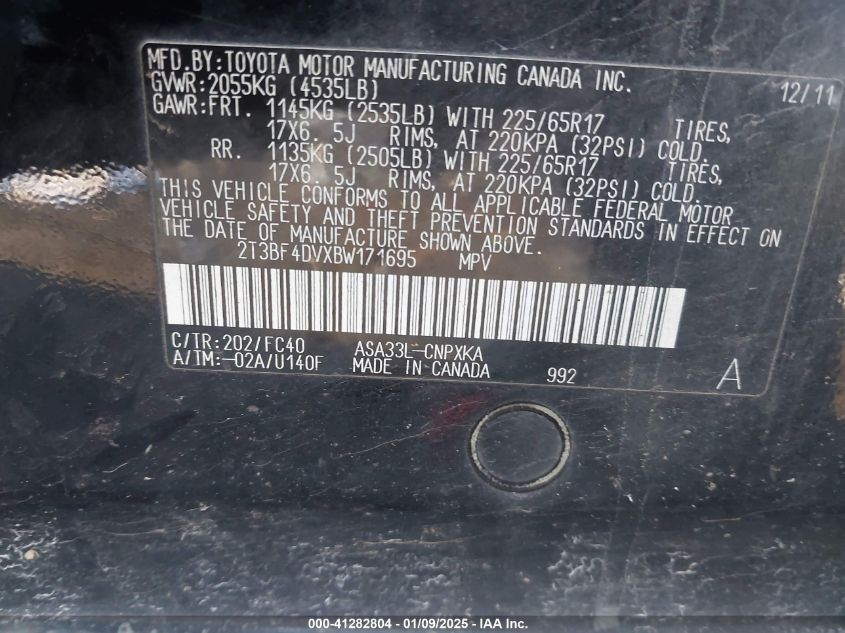 MFD.BY:TOYOTA MOTOR MANUFACTURING CANADA INC.
GVWR:2055KG (4535LB) 12/11
GAWR:FRT. 1145KG (2535LB) WITH 225/65R17 TIRES,
17X6.5J RIMS, AT 220KPA (32PSI) COLD.
RR. 1135KG (2505LB) WITH 225/65R17 TIRES,
17X6.5J RIMS, AT 220KPA (32PSI) COLD.
THIS VEHICLE CONFORMS TO ALL APPLICABLE FEDERAL MOTOR
VEHICLE SAFETY AND THEFT PREVENTION STANDARDS IN EFFECT ON
THE DATE OF MANUFACTURE SHOWN ABOVE.
2T3BF4DVXBW171695 MPV
C/TR:202/FC40 ASA33L-CNPXKA
A/TM:-02A/U140F MADE IN CANADA 992 A
000-41282804 - 01/09/2025 - IAA Inc.